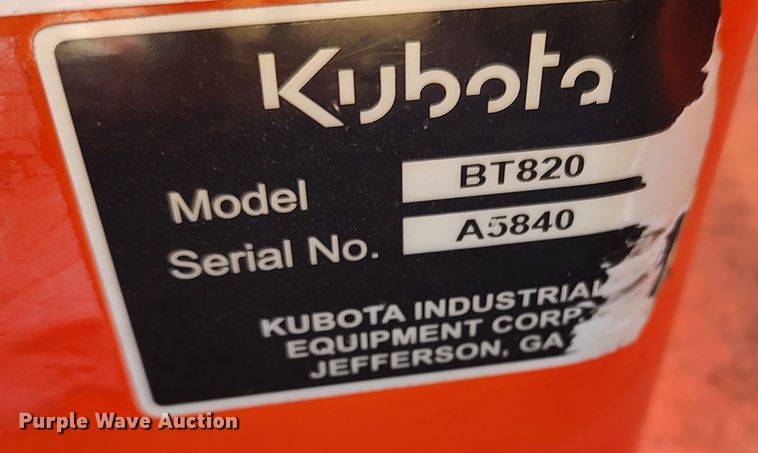 Kubota
Model BT820
Serial No. A5840
KUBOTA INDUSTRIAL
EQUIPMENT CORP.
JEFFERSON, GA
Purple Wave Auction